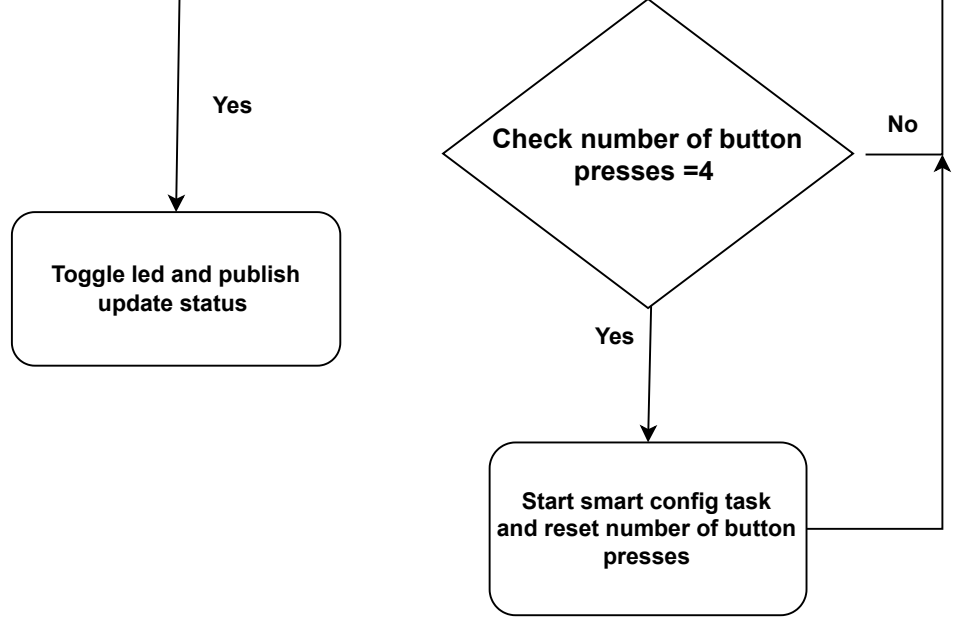 Yes
Toggle led and publish
update status
Check number of button
presses =4
No
Yes
Start smart config task
and reset number of button
presses